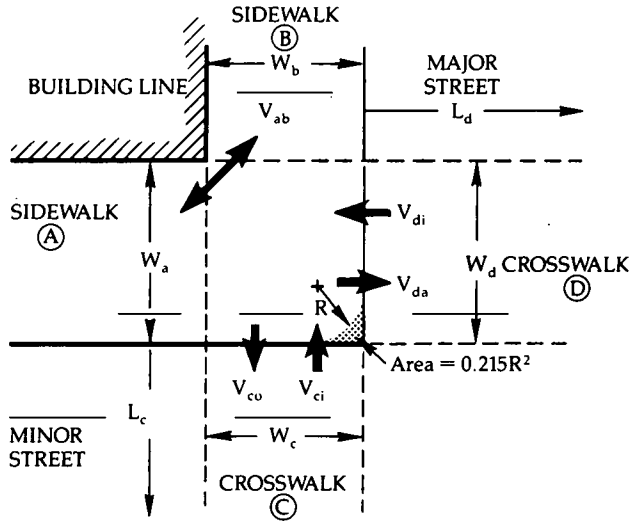 SIDEWALK
B
W_b
BUILDING LINE
MAJOR
STREET
L_d
V_ab
SIDEWALK
A
W_a
V_di
W_d
CROSSWALK
D
V_da
R
Area = 0.215R²
V_co
V_ci
L_c
W_c
MINOR
STREET
CROSSWALK
C